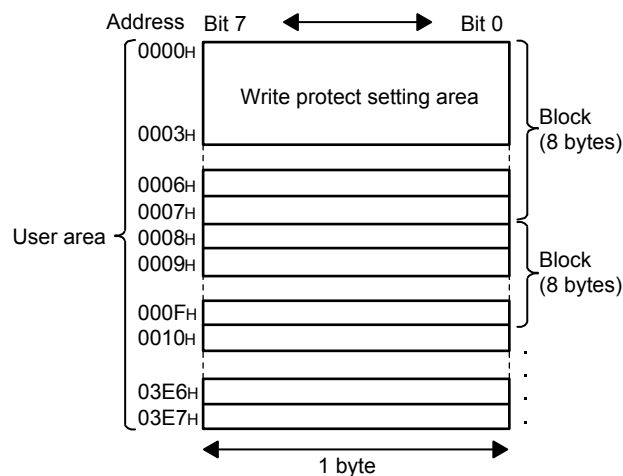 Address Bit 7 Bit 0
0000H
Write protect setting area
Block
(8 bytes)
0003H
0006H
0007H
User area
0008H
0009H
Block
(8 bytes)
000FH
0010H
03E6H
03E7H
1 byte